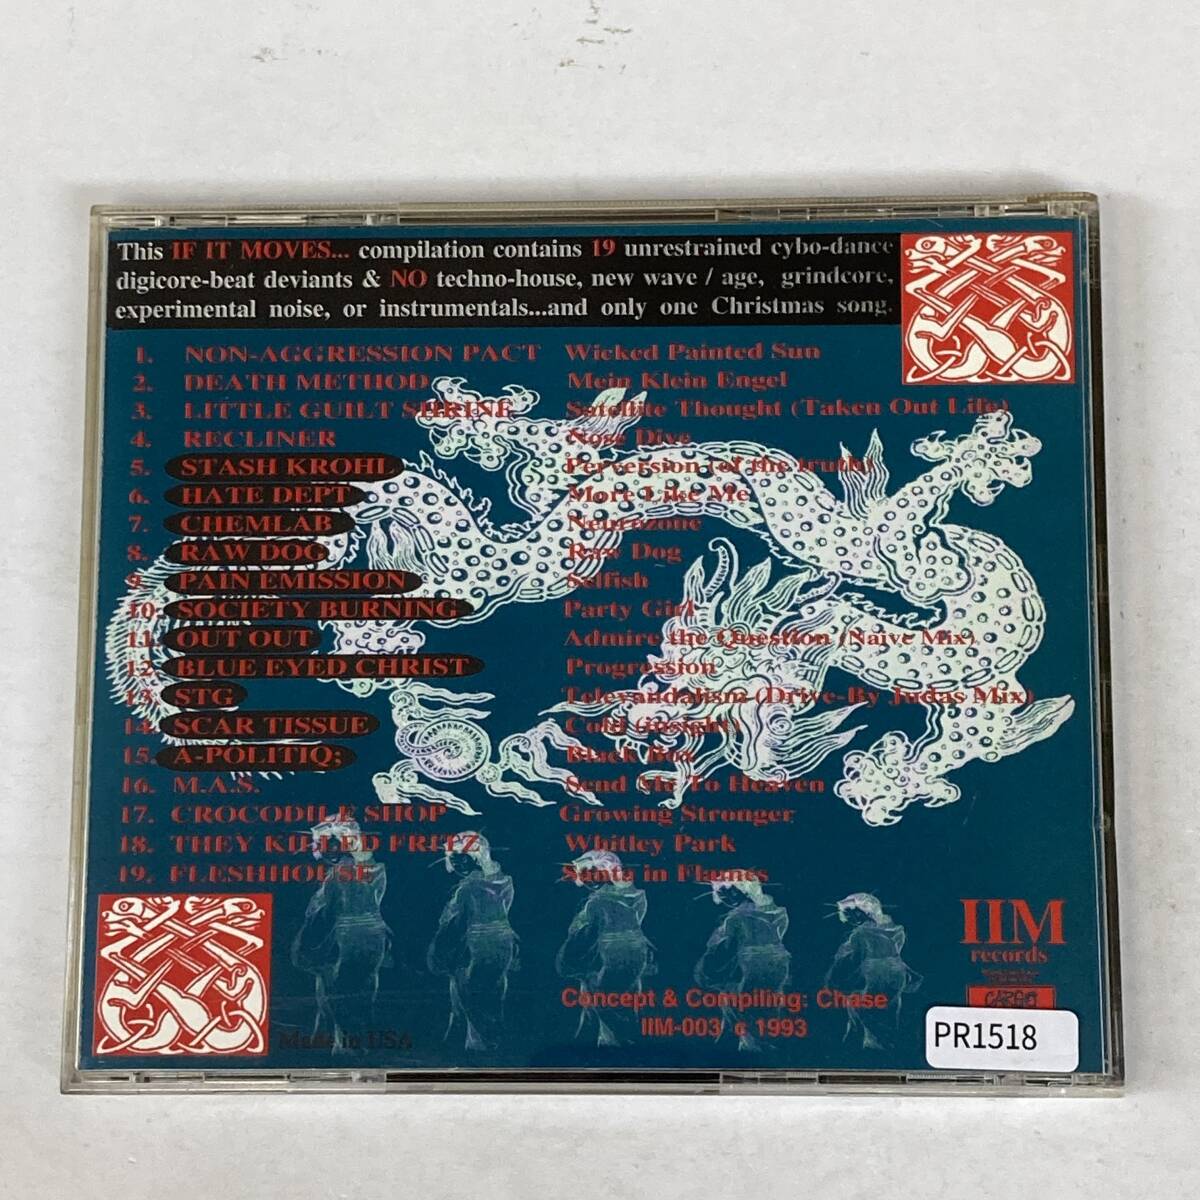 This IF IT MOVES... compilation contains 19 unrestrained cybo-dance
digicore-beat deviants & NO techno-house, new wave / age, grindcore,
experimental noise, or instrumentals...and only one Christmas song.
1. NON-AGGRESSION PACT Wicked Painted Sun
2. DEATH METHOD Mein Klein Engel
3. LITTLE GUILT SHRINE Satellite Thought (Taken Out Life)
4. RECLINER Nose Dive
5. STASH KROHL Perversion (of the truth)
6. HATE DEPT More Like Me
7. CHEMLAB Neurozone
8. RAW DOG Raw Dog
9. PAIN EMISSION Selfish
10. SOCIETY BURNING Party Girl
11. OUT OUT Admire the Question (Naive Mix)
12. BLUE EYED CHRIST Progression
13. STG Televandalism (Drive-By Judas Mix)
14. SCAR TISSUE Cold (insight)
15. A-POLITIQ; Black Box
16. M.A.S. Send Me To Heaven
17. CROCODILE SHOP Growing Stronger
18. THEY KILLED FRITZ Whitley Park
19. FLESHHOUSE Santa in Flames
IIM
records
CARGO
Concept & Compiling: Chase
IIM-003 © 1993
Made in USA
PR1518